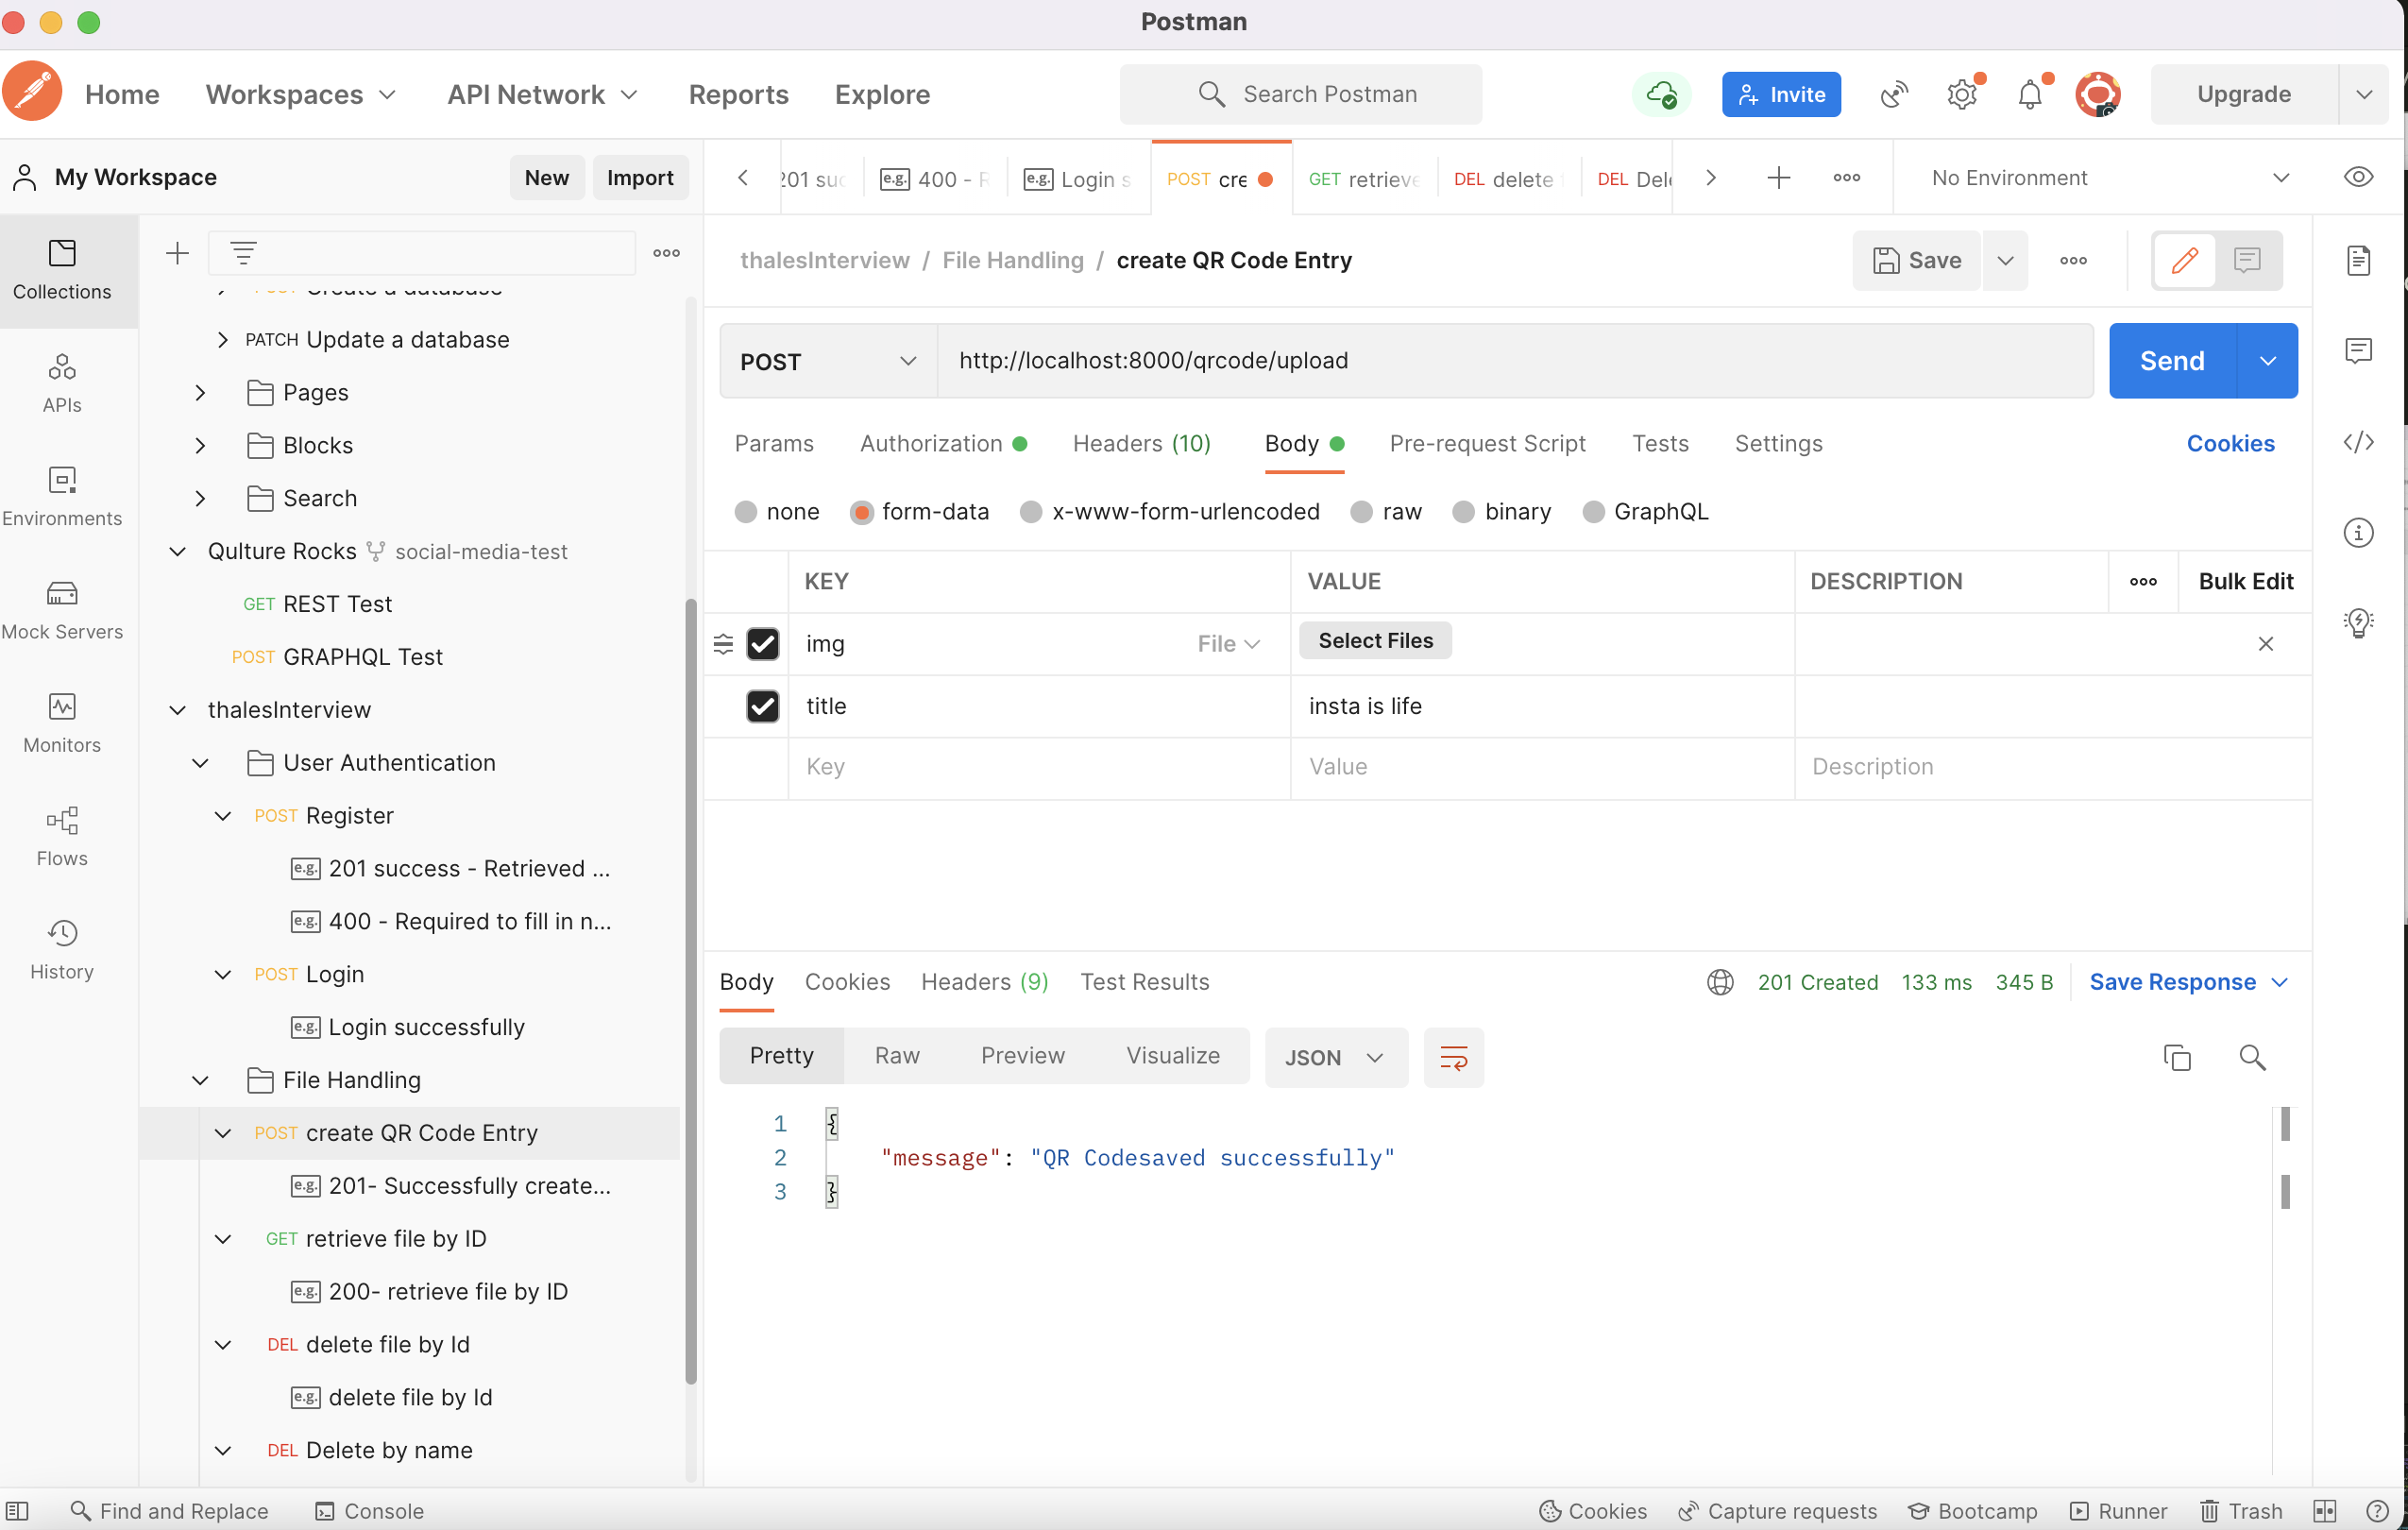 Postman
Home Workspaces API Network Reports Explore Search Postman Invite Upgrade
My Workspace New Import
201 suc e.g. 400 - R e.g. Login s POST cre GET retrieve DEL delete DEL Del No Environment
Collections
APIs
Environments
Mock Servers
Monitors
Flows
History
PATCH Update a database
Pages
Blocks
Search
Qulture Rocks social-media-test
GET REST Test
POST GRAPHQL Test
thalesInterview
User Authentication
POST Register
e.g. 201 success - Retrieved ...
e.g. 400 - Required to fill in n...
POST Login
e.g. Login successfully
File Handling
POST create QR Code Entry
e.g. 201- Successfully create...
GET retrieve file by ID
e.g. 200- retrieve file by ID
DEL delete file by Id
e.g. delete file by Id
DEL Delete by name
thalesInterview / File Handling / create QR Code Entry Save
POST http://localhost:8000/qrcode/upload Send
Params Authorization Headers (10) Body Pre-request Script Tests Settings Cookies
none form-data x-www-form-urlencoded raw binary GraphQL
KEY VALUE DESCRIPTION Bulk Edit
img File Select Files
title insta is life
Key Value Description
Body Cookies Headers (9) Test Results 201 Created 133 ms 345 B Save Response
Pretty Raw Preview Visualize JSON
1 {
2 "message": "QR Codesaved successfully"
3 }
Find and Replace Console Cookies Capture requests Bootcamp Runner Trash